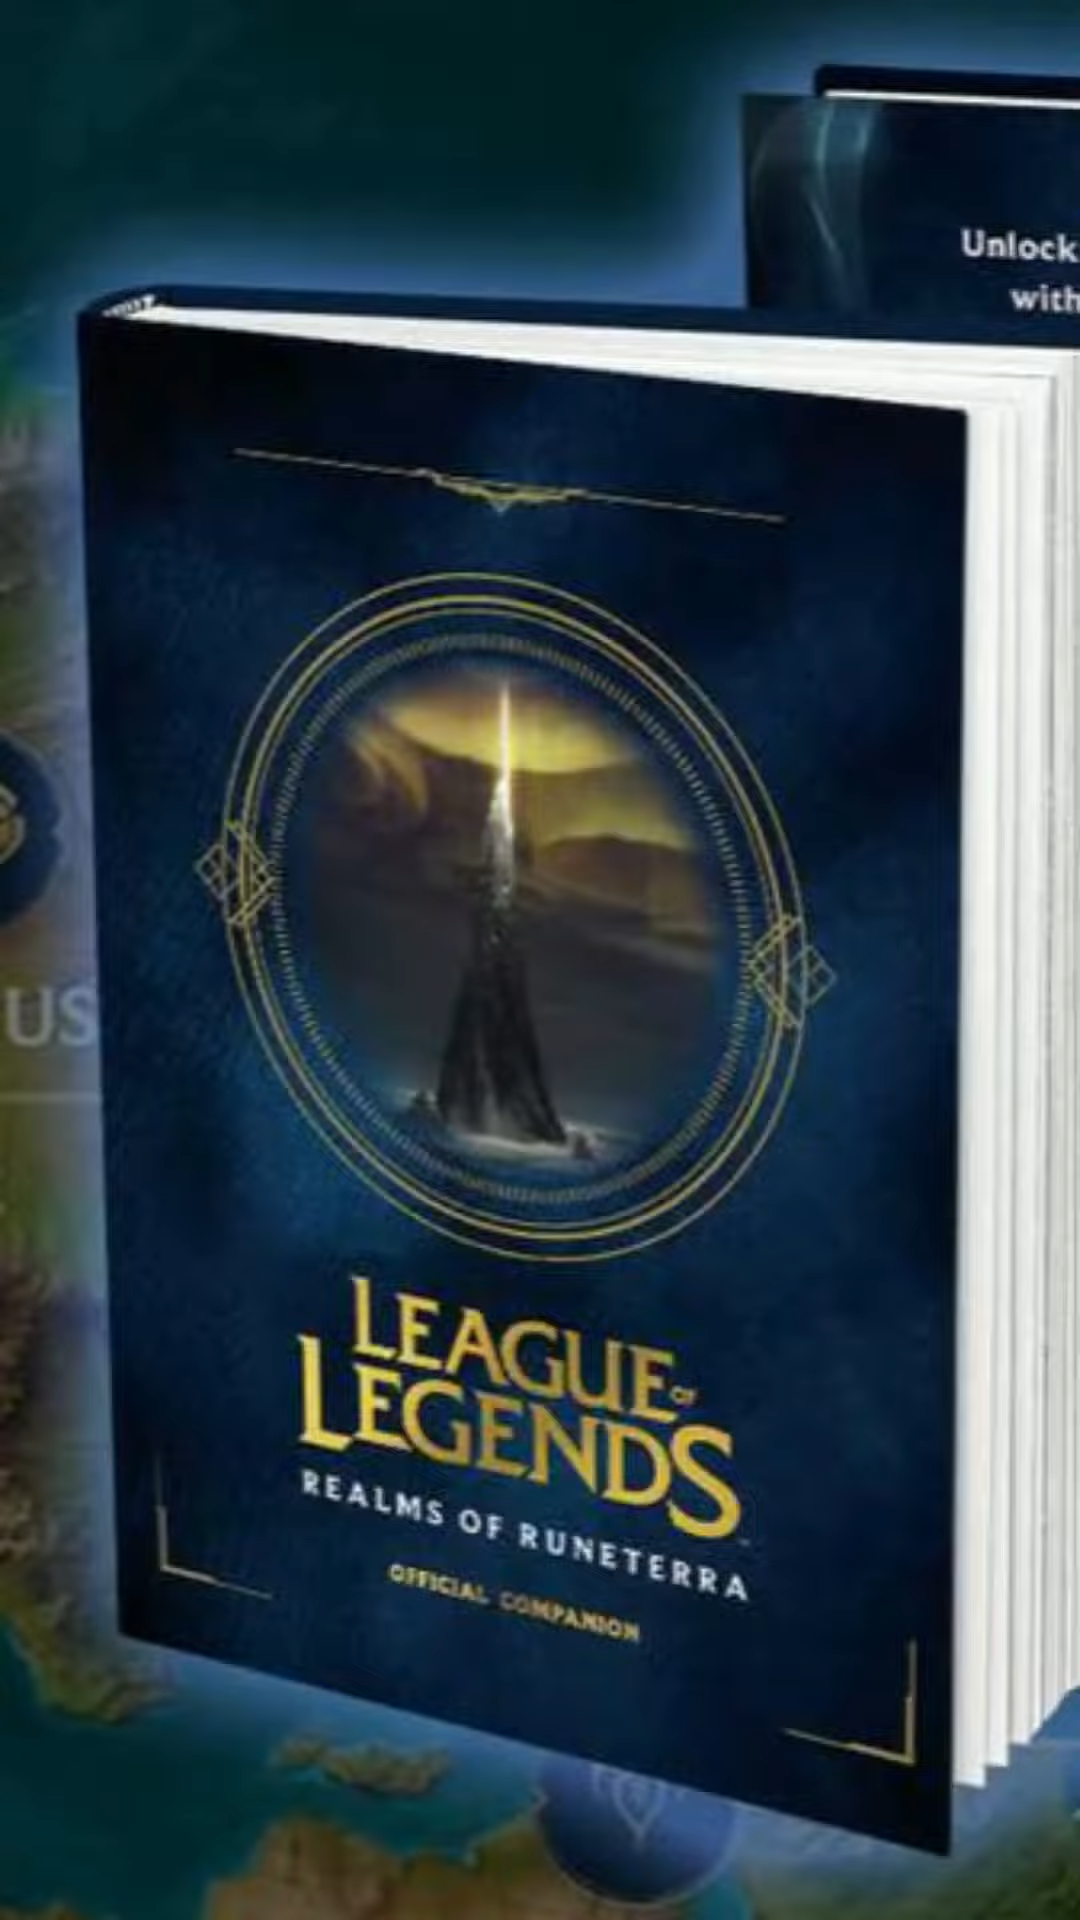 Unlock
with
US
LEAGUE OF
LEGENDS
REALMS OF RUNETERRA
OFFICIAL COMPANION